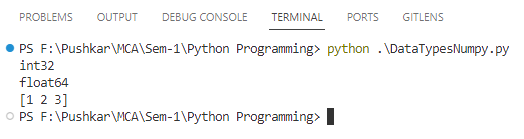 PROBLEMS OUTPUT DEBUG CONSOLE TERMINAL PORTS GITLENS
PS F:\Pushkar\MCA\Sem-1\Python Programming> python .\DataTypesNumpy.py
int32
float64
[1 2 3]
PS F:\Pushkar\MCA\Sem-1\Python Programming>